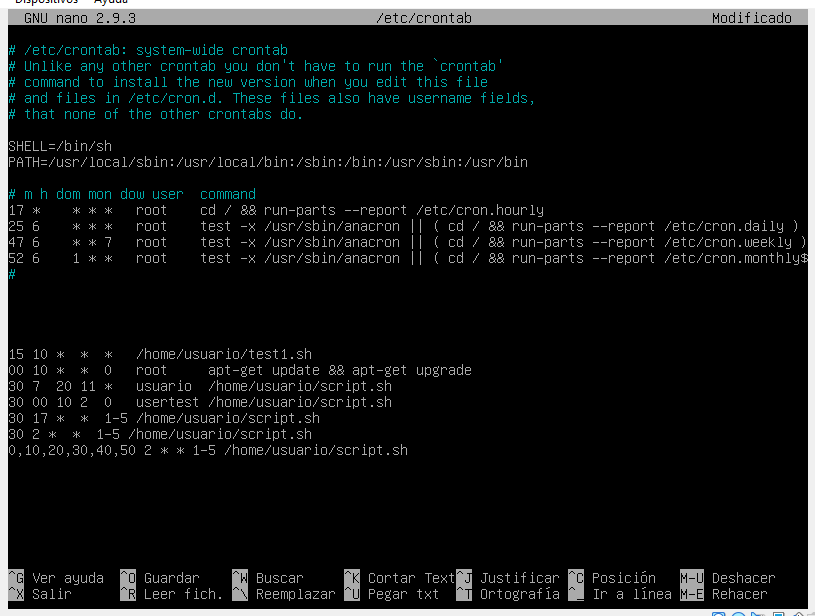 Dispositivos Ayuda
GNU nano 2.9.3 /etc/crontab Modificado
# /etc/crontab: system-wide crontab
# Unlike any other crontab you don't have to run the `crontab'
# command to install the new version when you edit this file
# and files in /etc/cron.d. These files also have username fields,
# that none of the other crontabs do.
SHELL=/bin/sh
PATH=/usr/local/sbin:/usr/local/bin:/sbin:/bin:/usr/sbin:/usr/bin
# m h dom mon dow user  command
17 *    * * *   root    cd / && run-parts --report /etc/cron.hourly
25 6    * * *   root    test -x /usr/sbin/anacron || ( cd / && run-parts --report /etc/cron.daily )
47 6    * * 7   root    test -x /usr/sbin/anacron || ( cd / && run-parts --report /etc/cron.weekly )
52 6    1 * *   root    test -x /usr/sbin/anacron || ( cd / && run-parts --report /etc/cron.monthly$
#
15 10 *  *  *   /home/usuario/test1.sh
00 10 *  *  0   root     apt-get update && apt-get upgrade
30 7  20 11 *   usuario  /home/usuario/script.sh
30 00 10 2  0   usertest /home/usuario/script.sh
30 17 *  *  1-5 /home/usuario/script.sh
30 2 *  *  1-5 /home/usuario/script.sh
0,10,20,30,40,50 2 * * 1-5 /home/usuario/script.sh
^G Ver ayuda ^O Guardar ^W Buscar ^K Cortar Text ^J Justificar ^C Posición M-U Deshacer
^X Salir ^R Leer fich. ^\ Reemplazar ^U Pegar txt ^T Ortografía ^_ Ir a línea M-E Rehacer